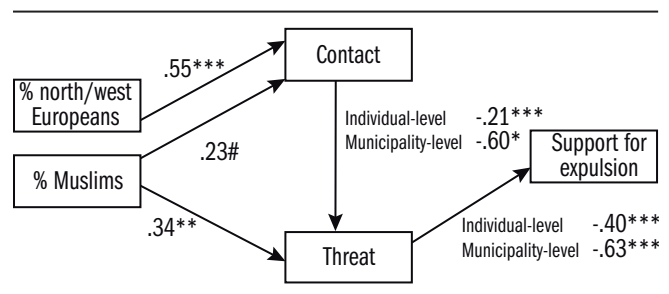 Contact
.55***
% north/west
Europeans
Individual-level -.21***
Municipality-level -.60*
.23#
Support for
expulsion
% Muslims
.34**
Threat
Individual-level -.40***
Municipality-level -.63***